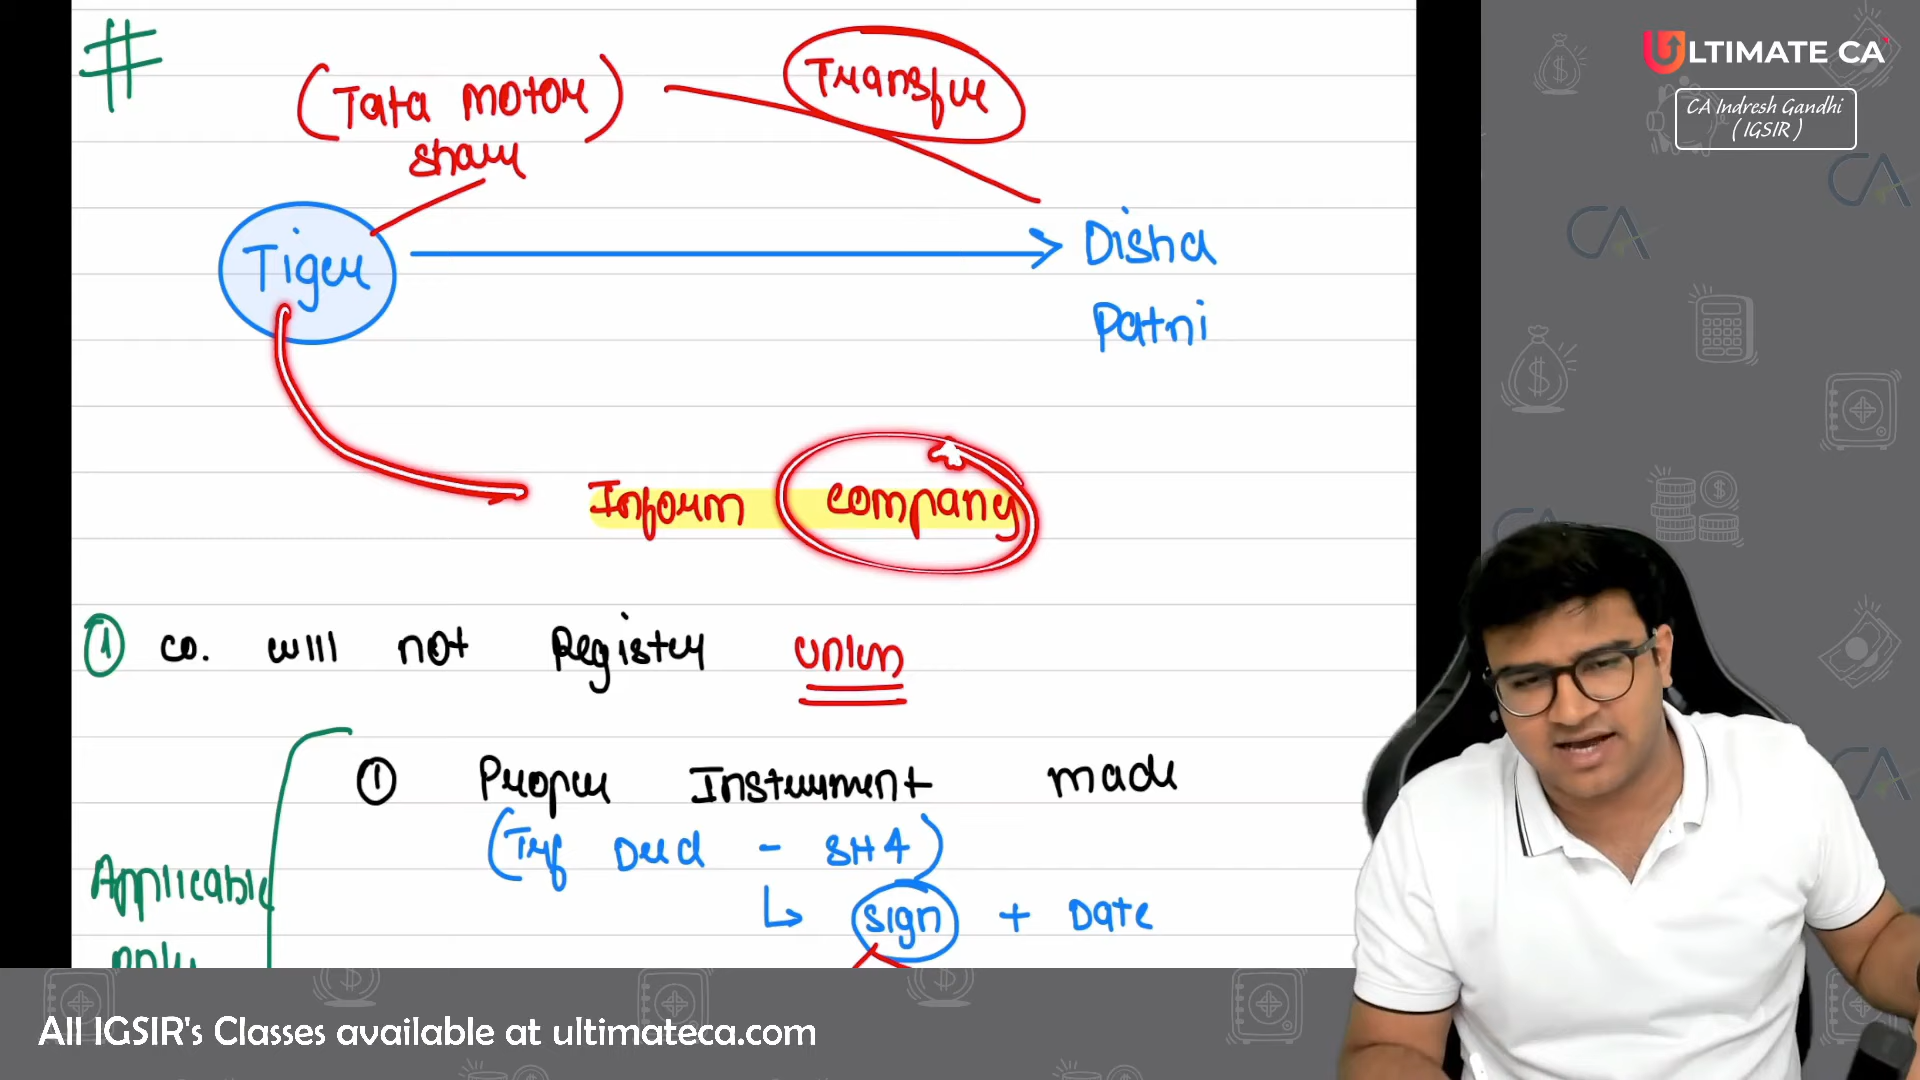 #
(Tata motor) Transfer
share
Tiger Disha
Patni
Inform company
① co. will not Register unless
① Proper Instrument made
(Trf Deed - SH4)
↳ Sign + Date
Applicable
only
ULTIMATE CA
CA Indresh Gandhi
(IGSIR)
All IGSIR's Classes available at ultimateca.com